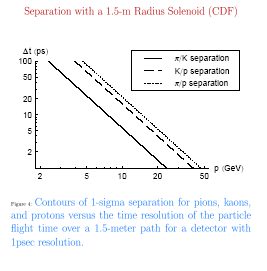 Separation with a 1.5-m Radius Solenoid (CDF)
Δt (ps)
100
50
20
10
5
2
π/K separation
K/p separation
π/p separation
2
5
10
20
50
p (GeV)
Figure 4: Contours of 1-sigma separation for pions, kaons,
and protons versus the time resolution of the particle
flight time over a 1.5-meter path for a detector with
1psec resolution.